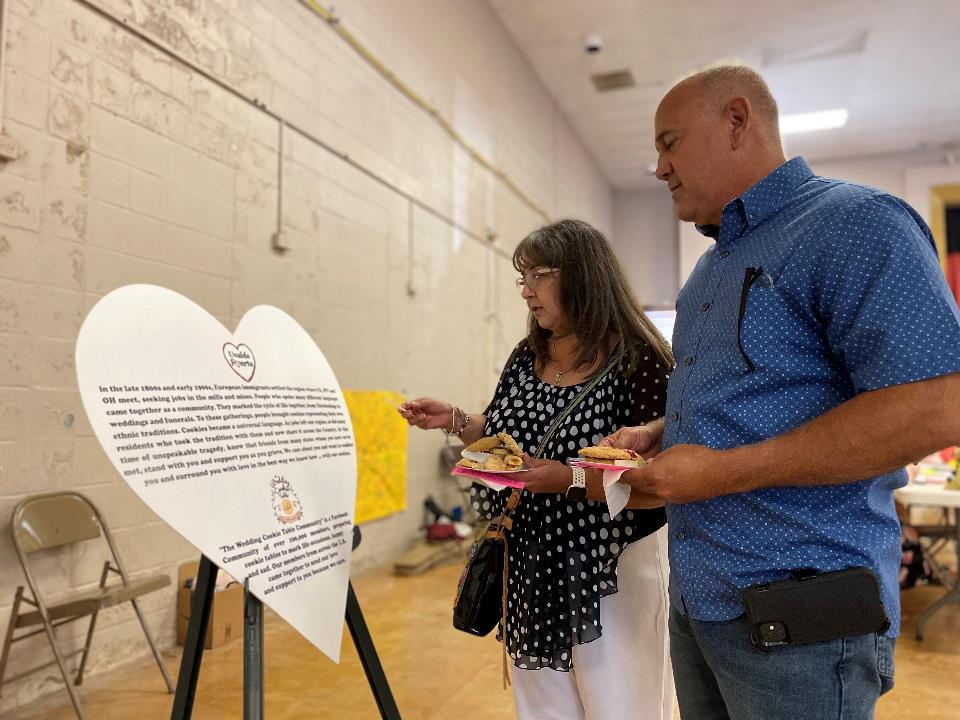 Uvalde
Fuerte
In the late 1800s and early 1900s, European immigrants settled the region where PA, WV and
OH meet, seeking jobs in the mills and mines. People who spoke many different languages
came together as a community. They marked the cycle of life together, from Christenings to
weddings and funerals. To these gatherings, people brought cookies representing their own
ethnic traditions. Cookies became a universal language. As jobs left our region, so did many
residents who took the tradition with them and now share it across the Country. At this
time of unspeakable tragedy, know that friends from many states whom you have never
met, stand with you and support you as you grieve. We care about you and want to comfort
you and surround you with love in the best way we know how ... with our cookies.
"The Wedding Cookie Table Community" is a Facebook
Community of over 200,000 members, preparing
cookie tables to mark life occasions, happy
and sad. Our members from across the U.S.
came together to send our love
and support to you because we care.